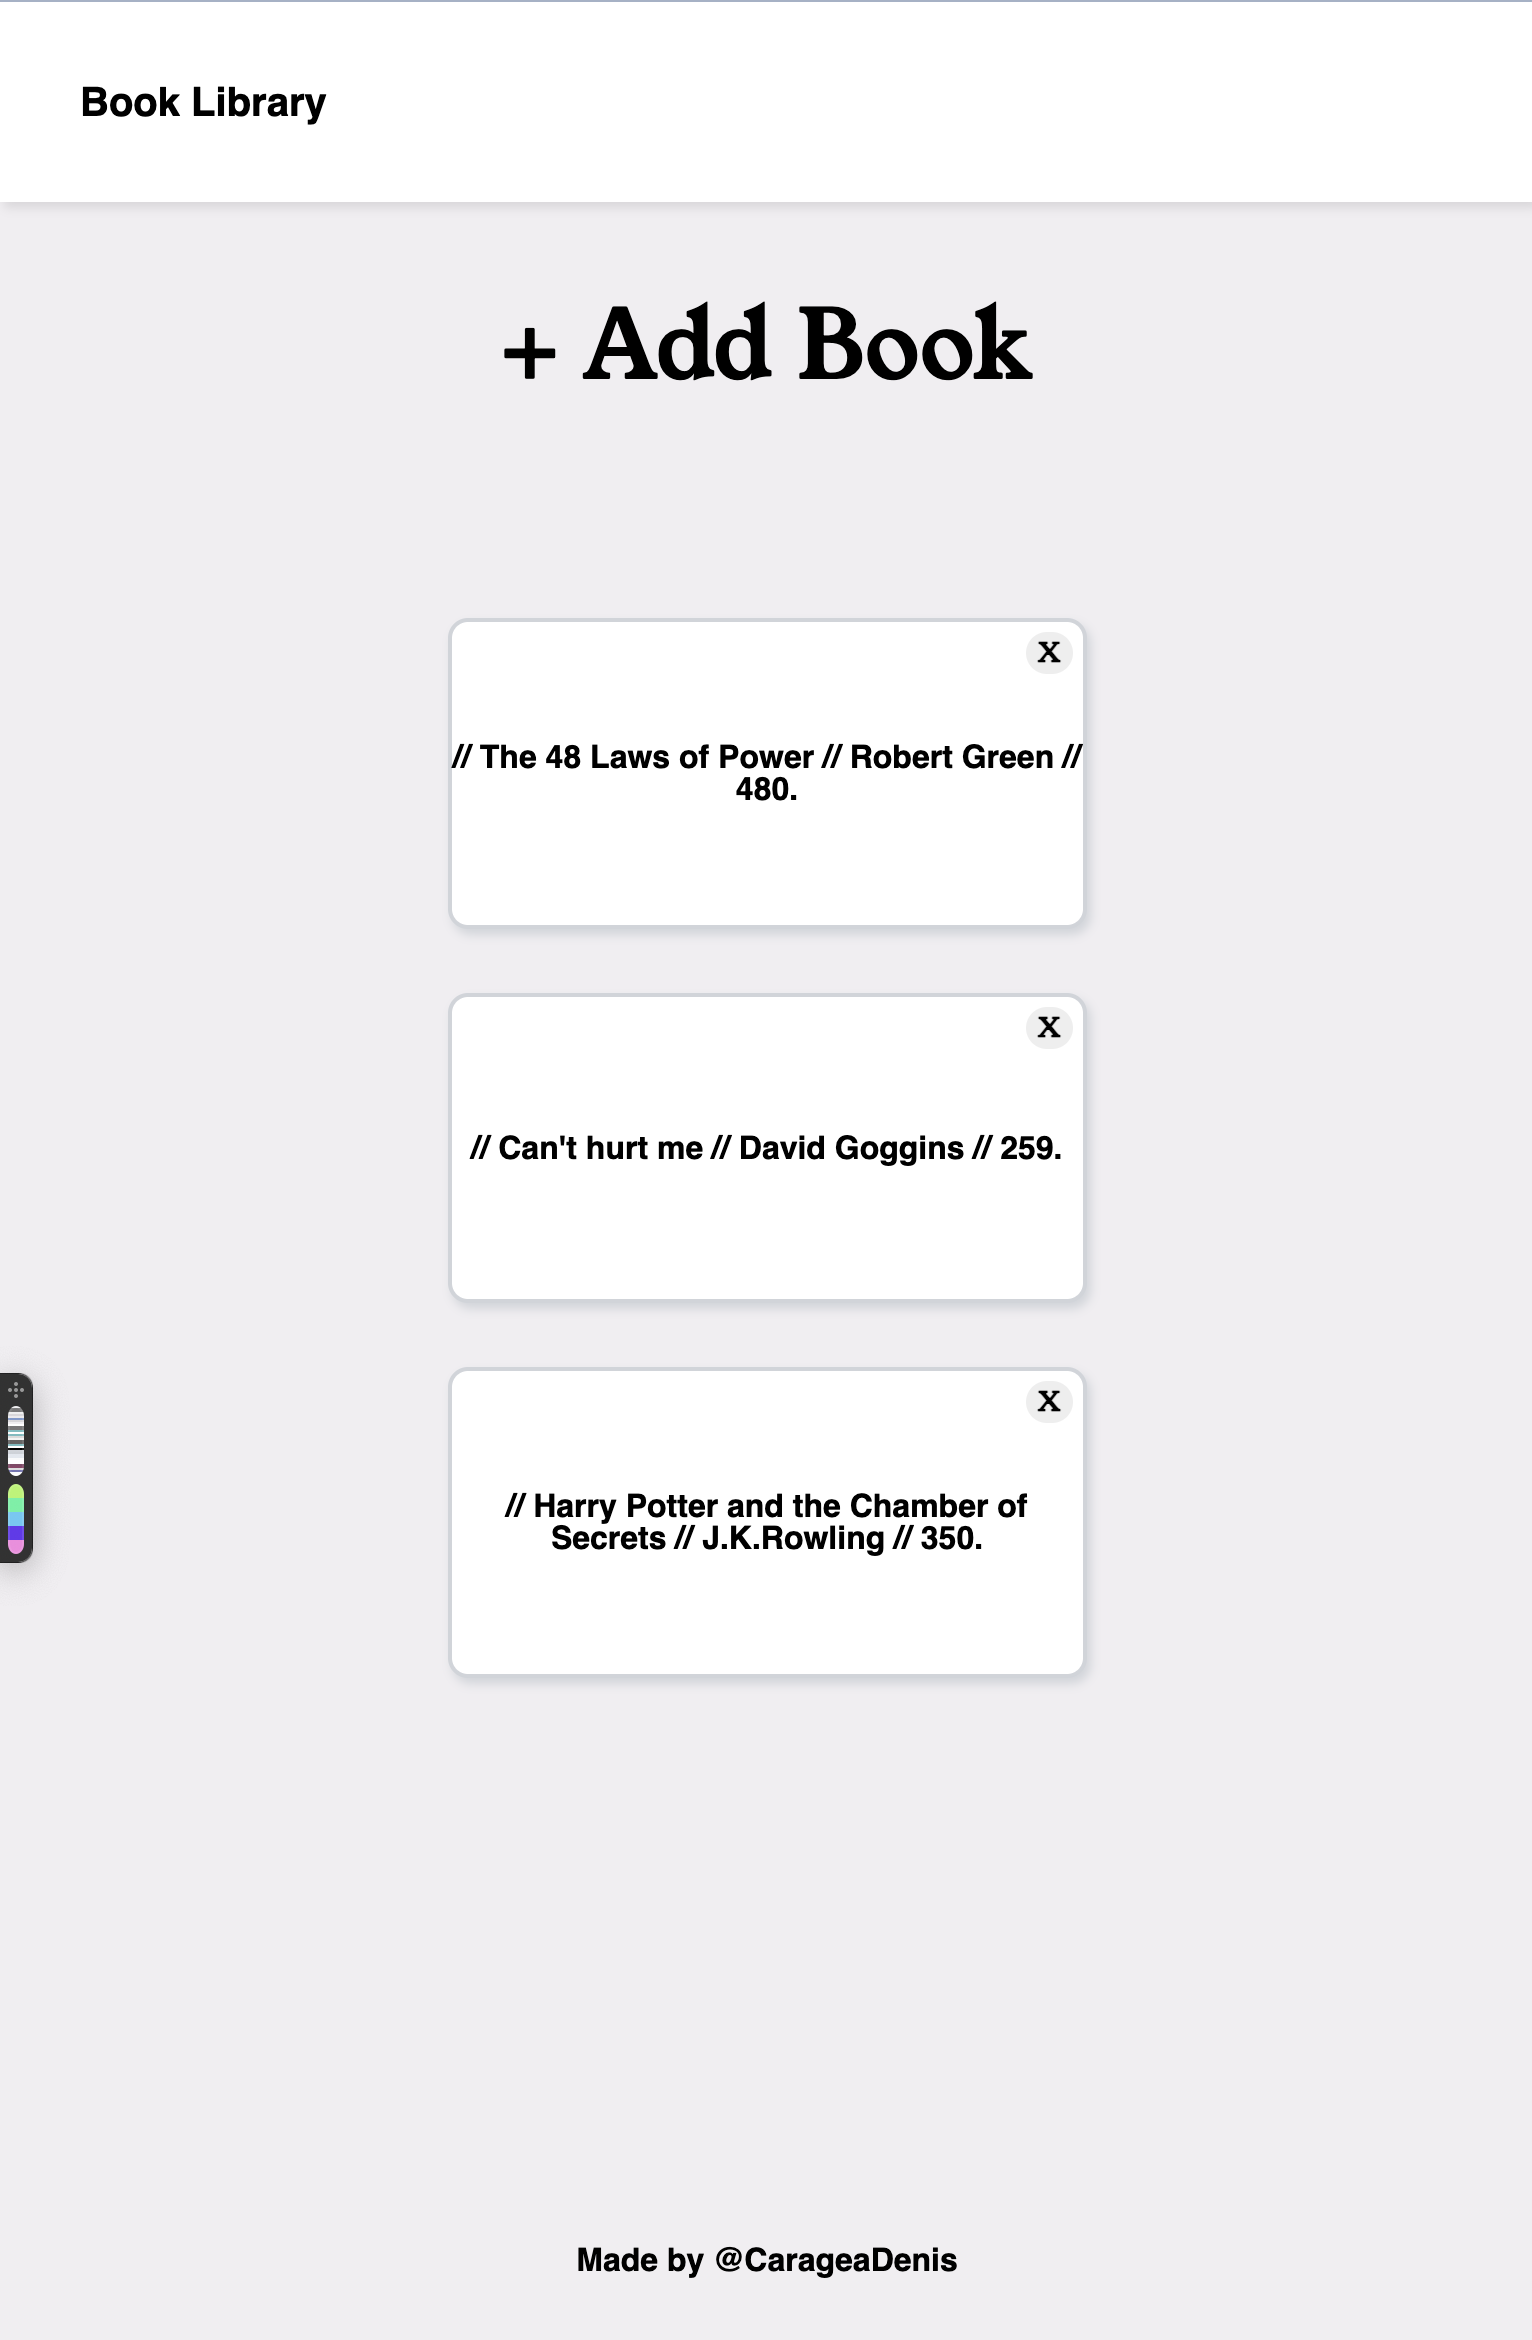 Book Library
+ Add Book
X
// The 48 Laws of Power // Robert Green //
480.
X
// Can't hurt me // David Goggins // 259.
X
// Harry Potter and the Chamber of
Secrets // J.K.Rowling // 350.
Made by @CarageaDenis